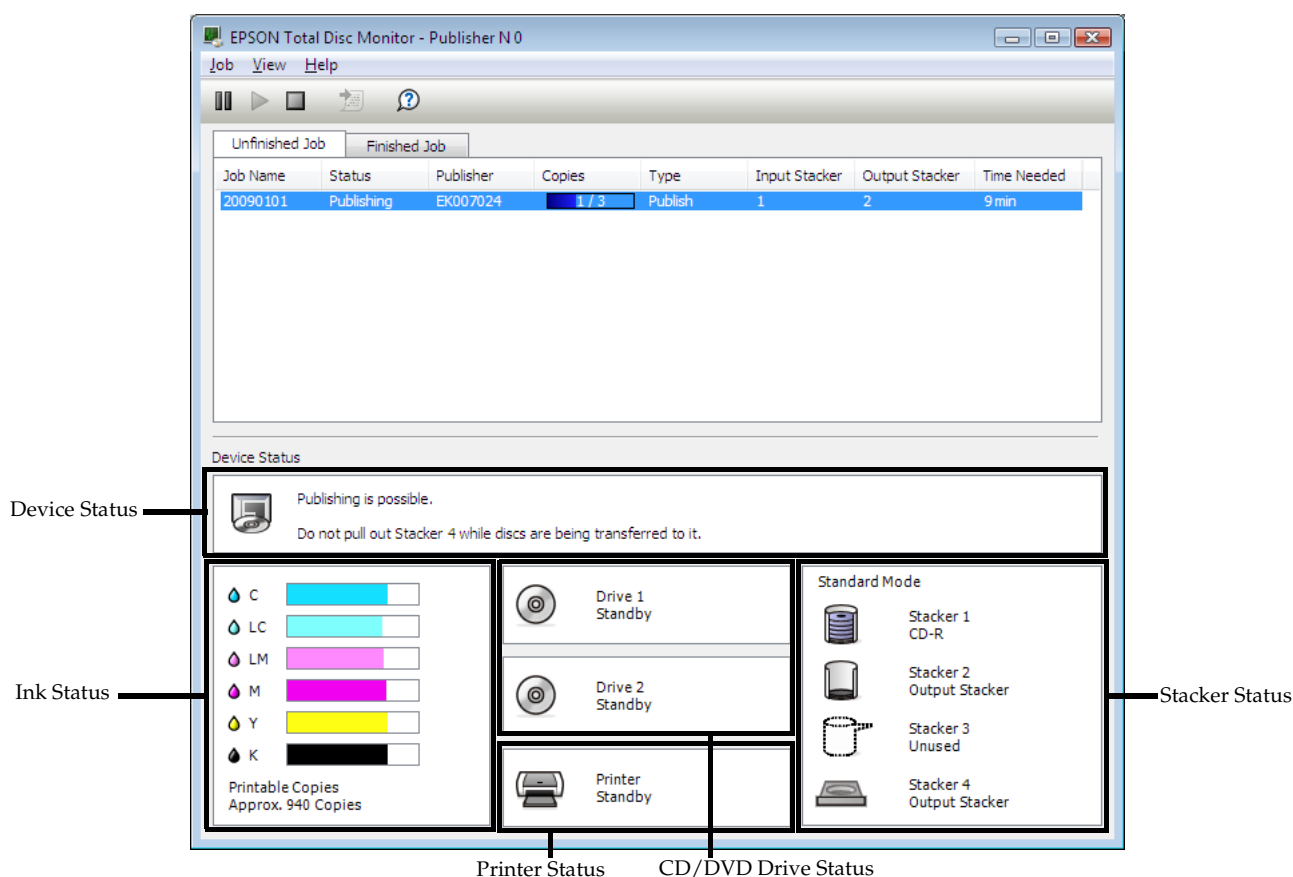 EPSON Total Disc Monitor - Publisher N 0
Job View Help
Unfinished Job Finished Job
Job Name Status Publisher Copies Type Input Stacker Output Stacker Time Needed
20090101 Publishing EK007024 1 / 3 Publish 1 2 9 min
Device Status
Device Status
Publishing is possible.
Do not pull out Stacker 4 while discs are being transferred to it.
Ink Status
C
LC
LM
M
Y
K
Printable Copies
Approx. 940 Copies
Drive 1
Standby
Drive 2
Standby
Printer
Standby
Standard Mode
Stacker 1
CD-R
Stacker 2
Output Stacker
Stacker 3
Unused
Stacker 4
Output Stacker
Stacker Status
Printer Status
CD/DVD Drive Status